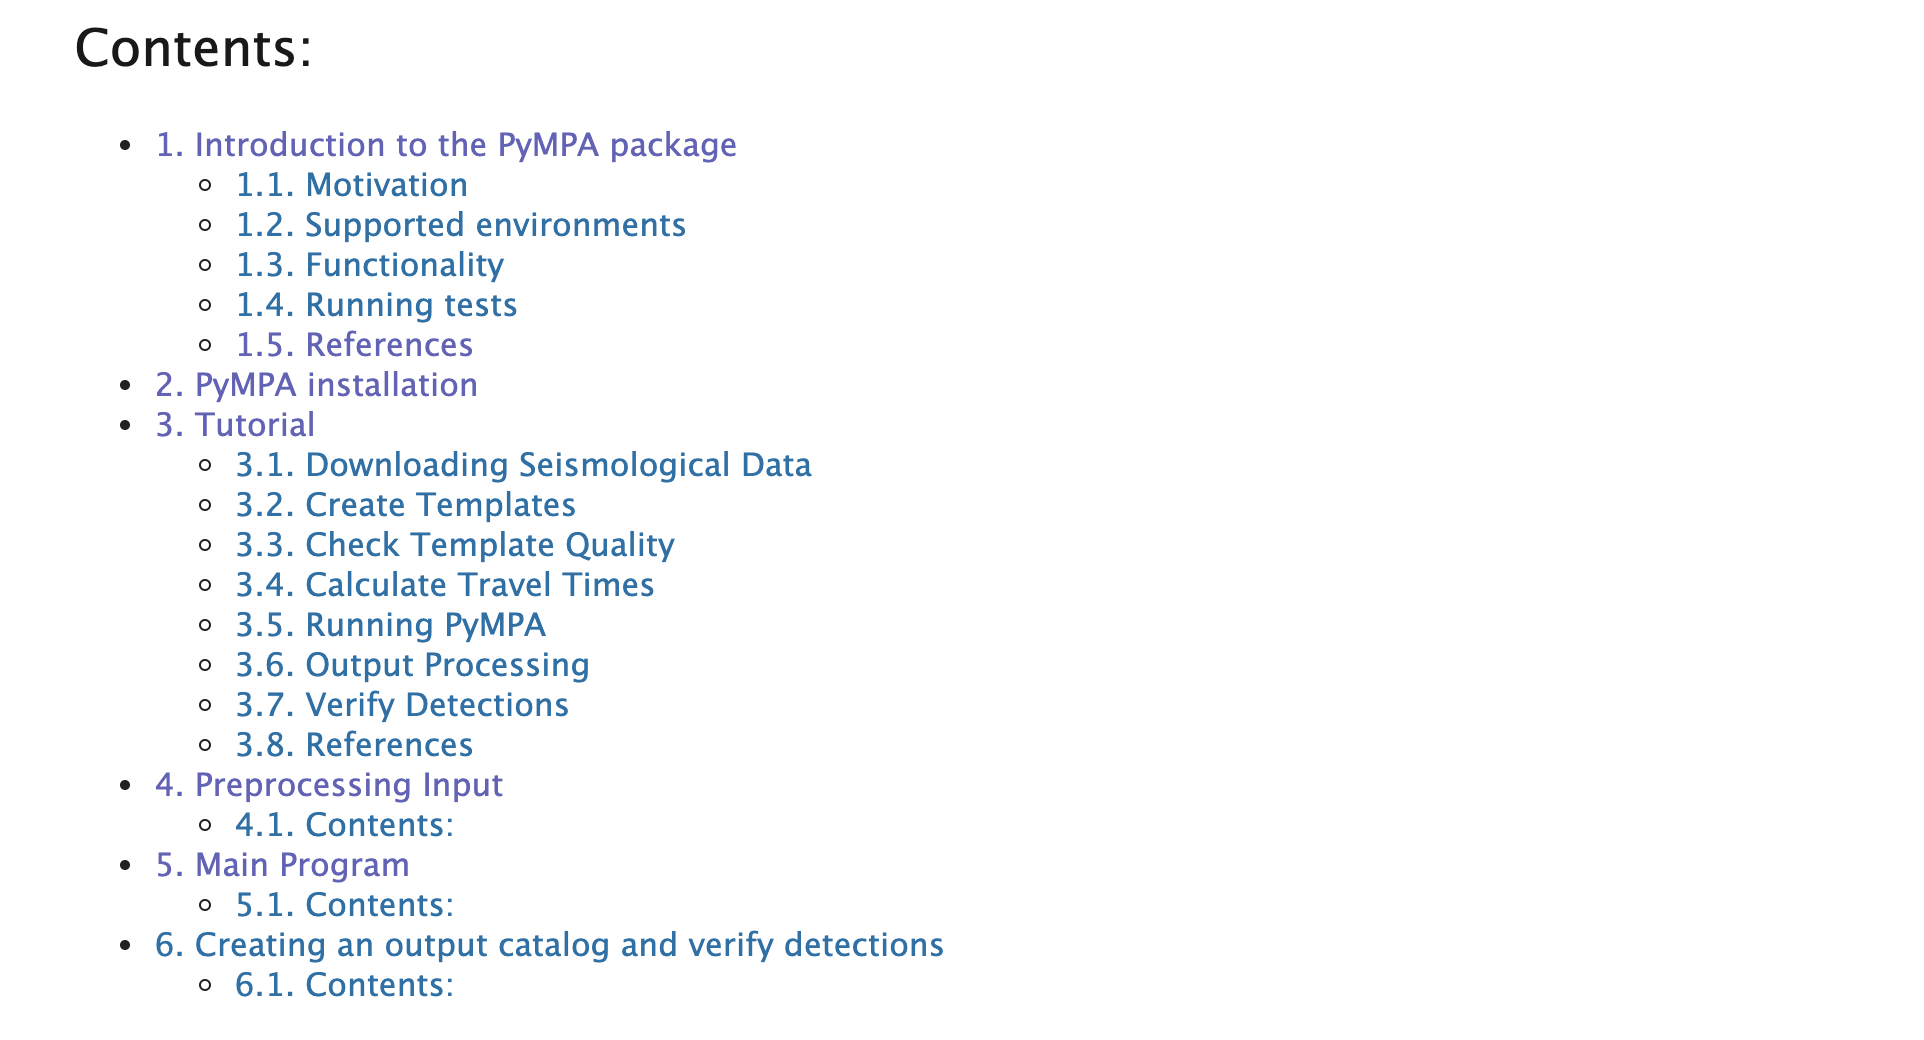 Contents:
1. Introduction to the PyMPA package
1.1. Motivation
1.2. Supported environments
1.3. Functionality
1.4. Running tests
1.5. References
2. PyMPA installation
3. Tutorial
3.1. Downloading Seismological Data
3.2. Create Templates
3.3. Check Template Quality
3.4. Calculate Travel Times
3.5. Running PyMPA
3.6. Output Processing
3.7. Verify Detections
3.8. References
4. Preprocessing Input
4.1. Contents:
5. Main Program
5.1. Contents:
6. Creating an output catalog and verify detections
6.1. Contents: